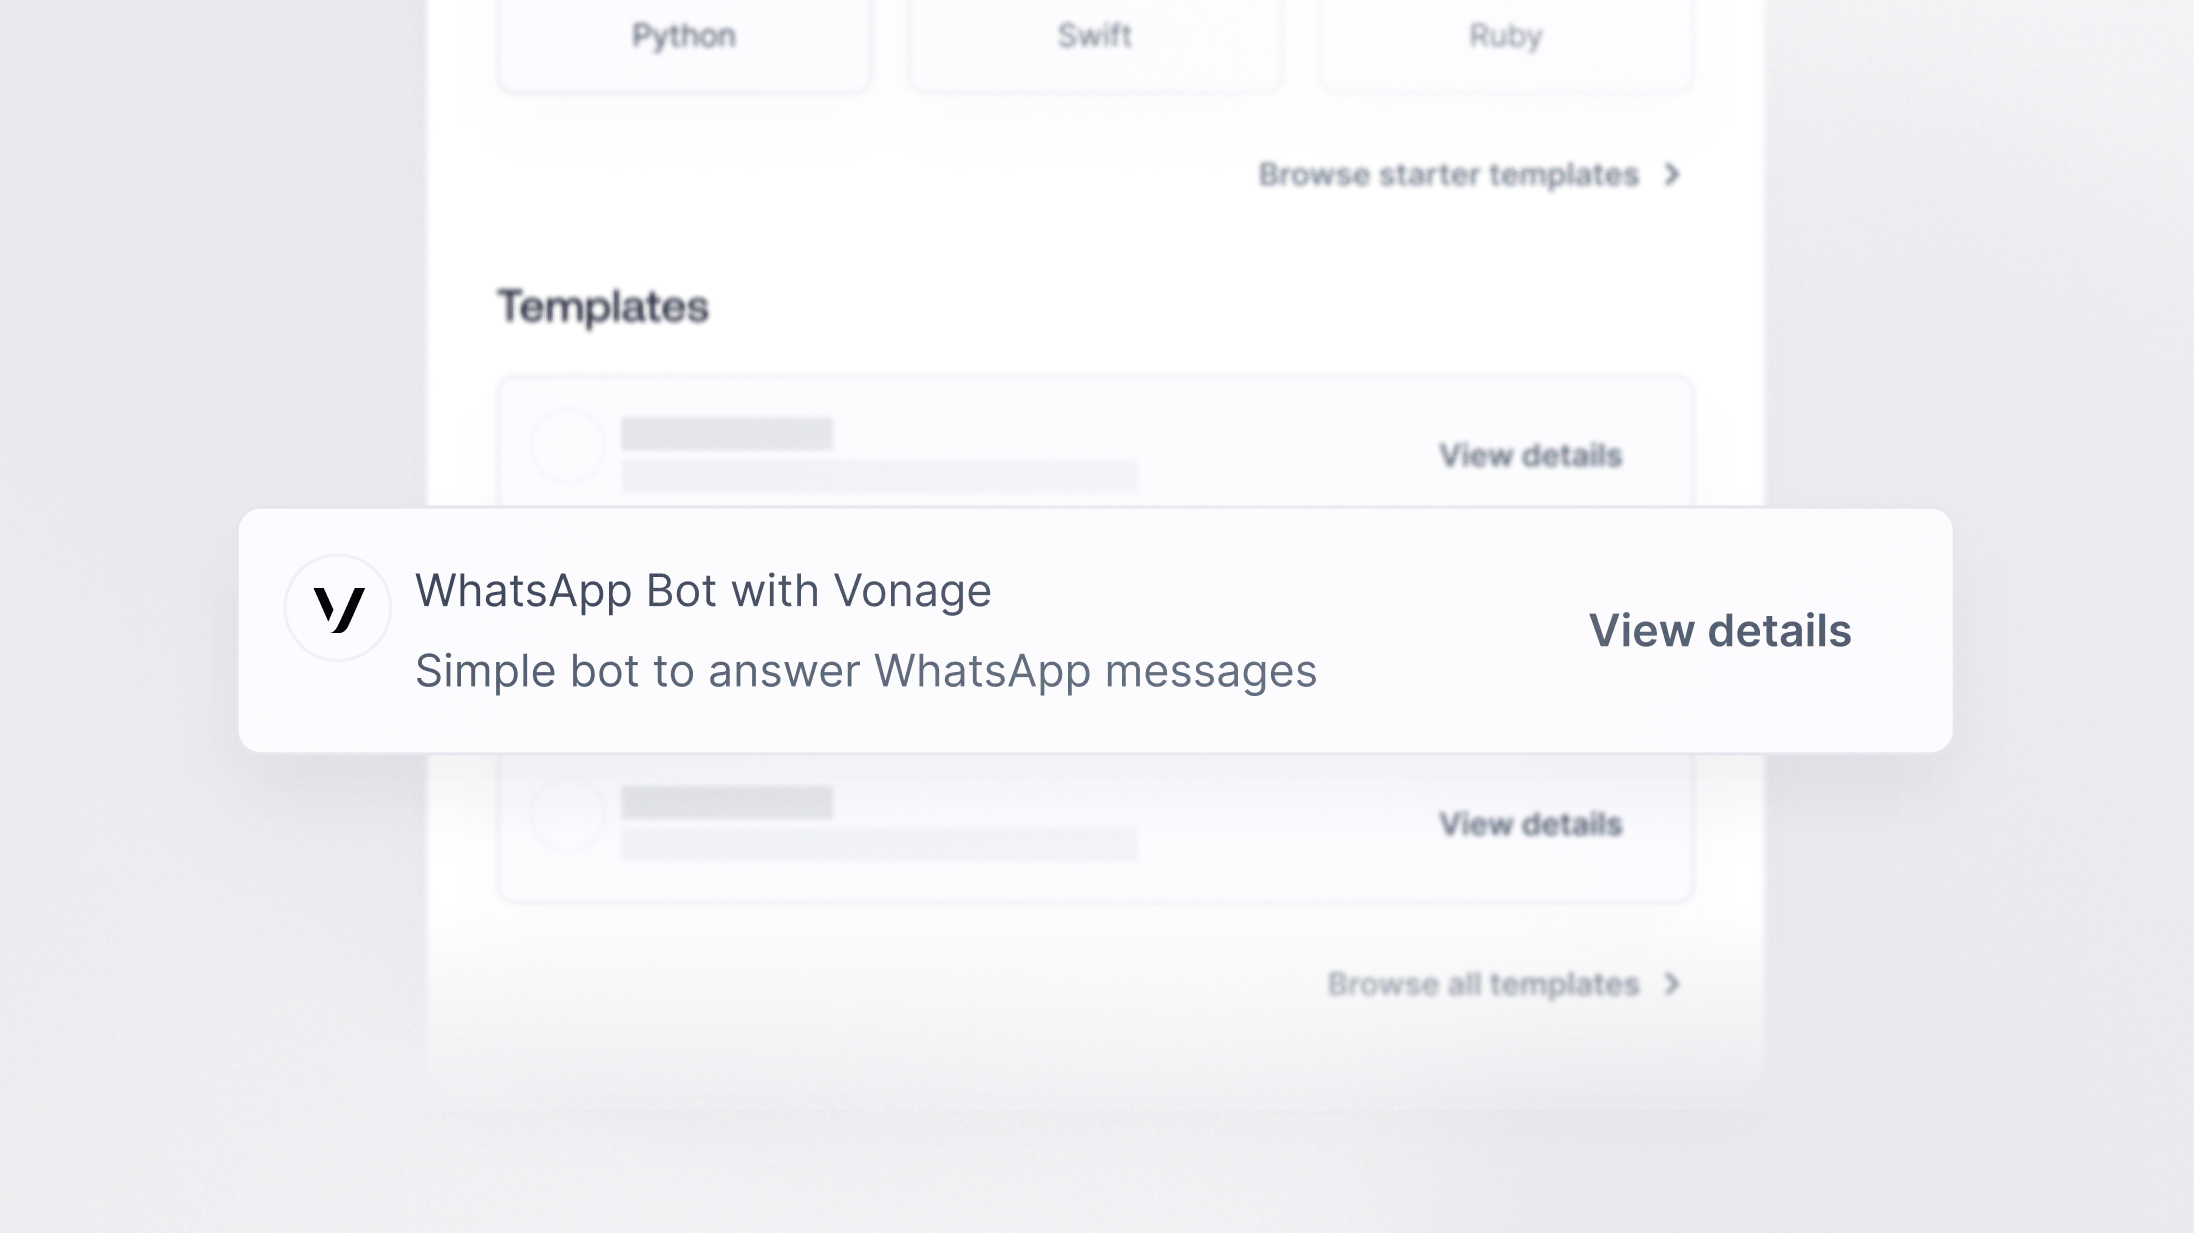 Python
Swift
Ruby
Browse starter templates
Templates
View details
WhatsApp Bot with Vonage
Simple bot to answer WhatsApp messages
View details
View details
Browse all templates